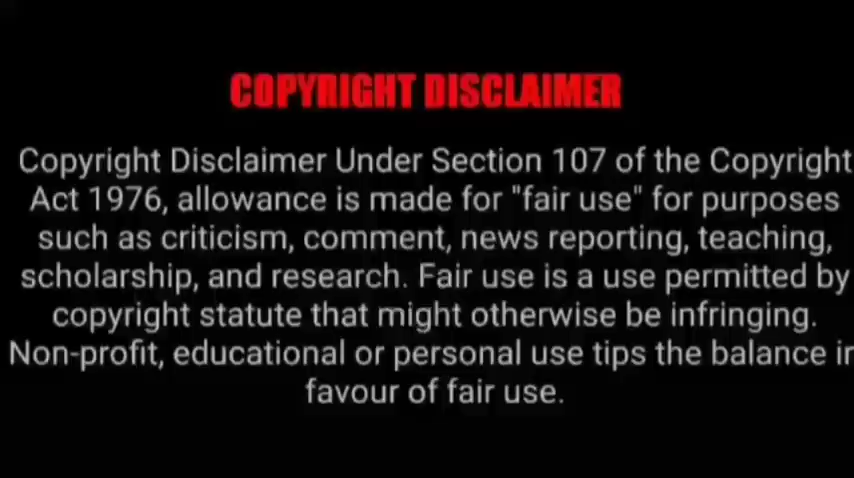 COPYRIGHT DISCLAIMER
Copyright Disclaimer Under Section 107 of the Copyright
Act 1976, allowance is made for "fair use" for purposes
such as criticism, comment, news reporting, teaching,
scholarship, and research. Fair use is a use permitted by
copyright statute that might otherwise be infringing.
Non-profit, educational or personal use tips the balance in
favour of fair use.